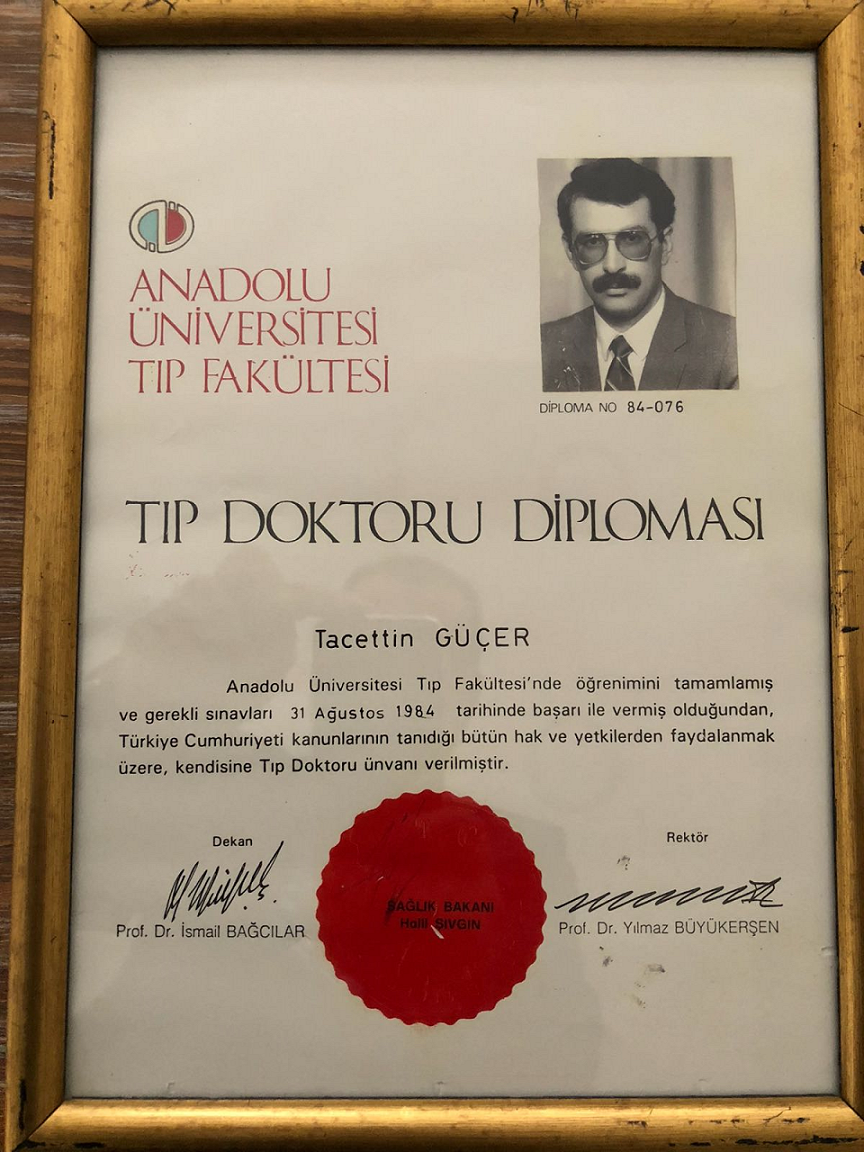 ANADOLU
ÜNİVERSİTESİ
TIP FAKÜLTESİ
DİPLOMA NO 84-076
TIP DOKTORU DİPLOMASI
Tacettin GÜÇER
Anadolu Üniversitesi Tıp Fakültesi'nde öğrenimini tamamlamış
ve gerekli sınavları 31 Ağustos 1984 tarihinde başarı ile vermiş olduğundan,
Türkiye Cumhuriyeti kanunlarının tanıdığı bütün hak ve yetkilerden faydalanmak
üzere, kendisine Tıp Doktoru ünvanı verilmiştir.
Dekan
Prof. Dr. İsmail BAĞCILAR
SAĞLIK BAKANI
Halil ŞIVGIN
Rektör
Prof. Dr. Yılmaz BÜYÜKERŞEN